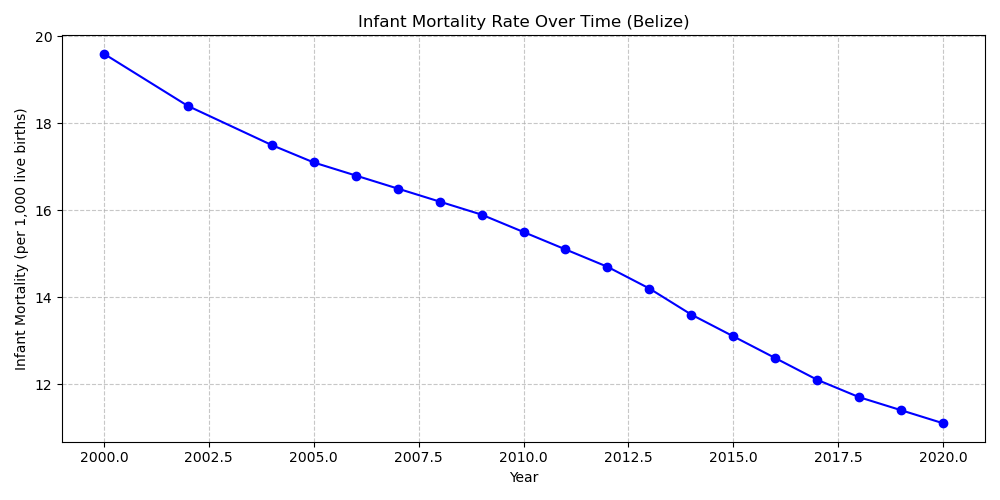 Infant Mortality Rate Over Time (Belize)
Infant Mortality (per 1,000 live births)
20
18
16
14
12
2000.0 2002.5 2005.0 2007.5 2010.0 2012.5 2015.0 2017.5 2020.0
Year